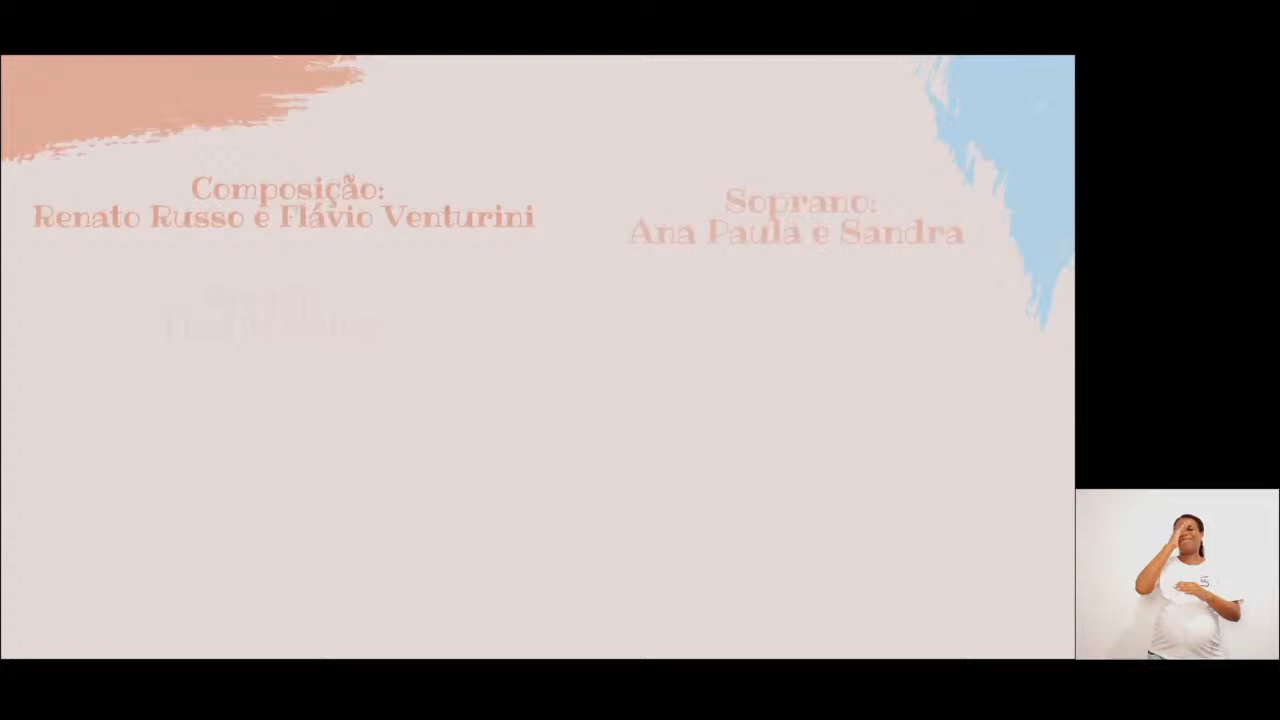 Composição:
Renato Russo e Flávio Venturini
Soprano:
Ana Paula e Sandra